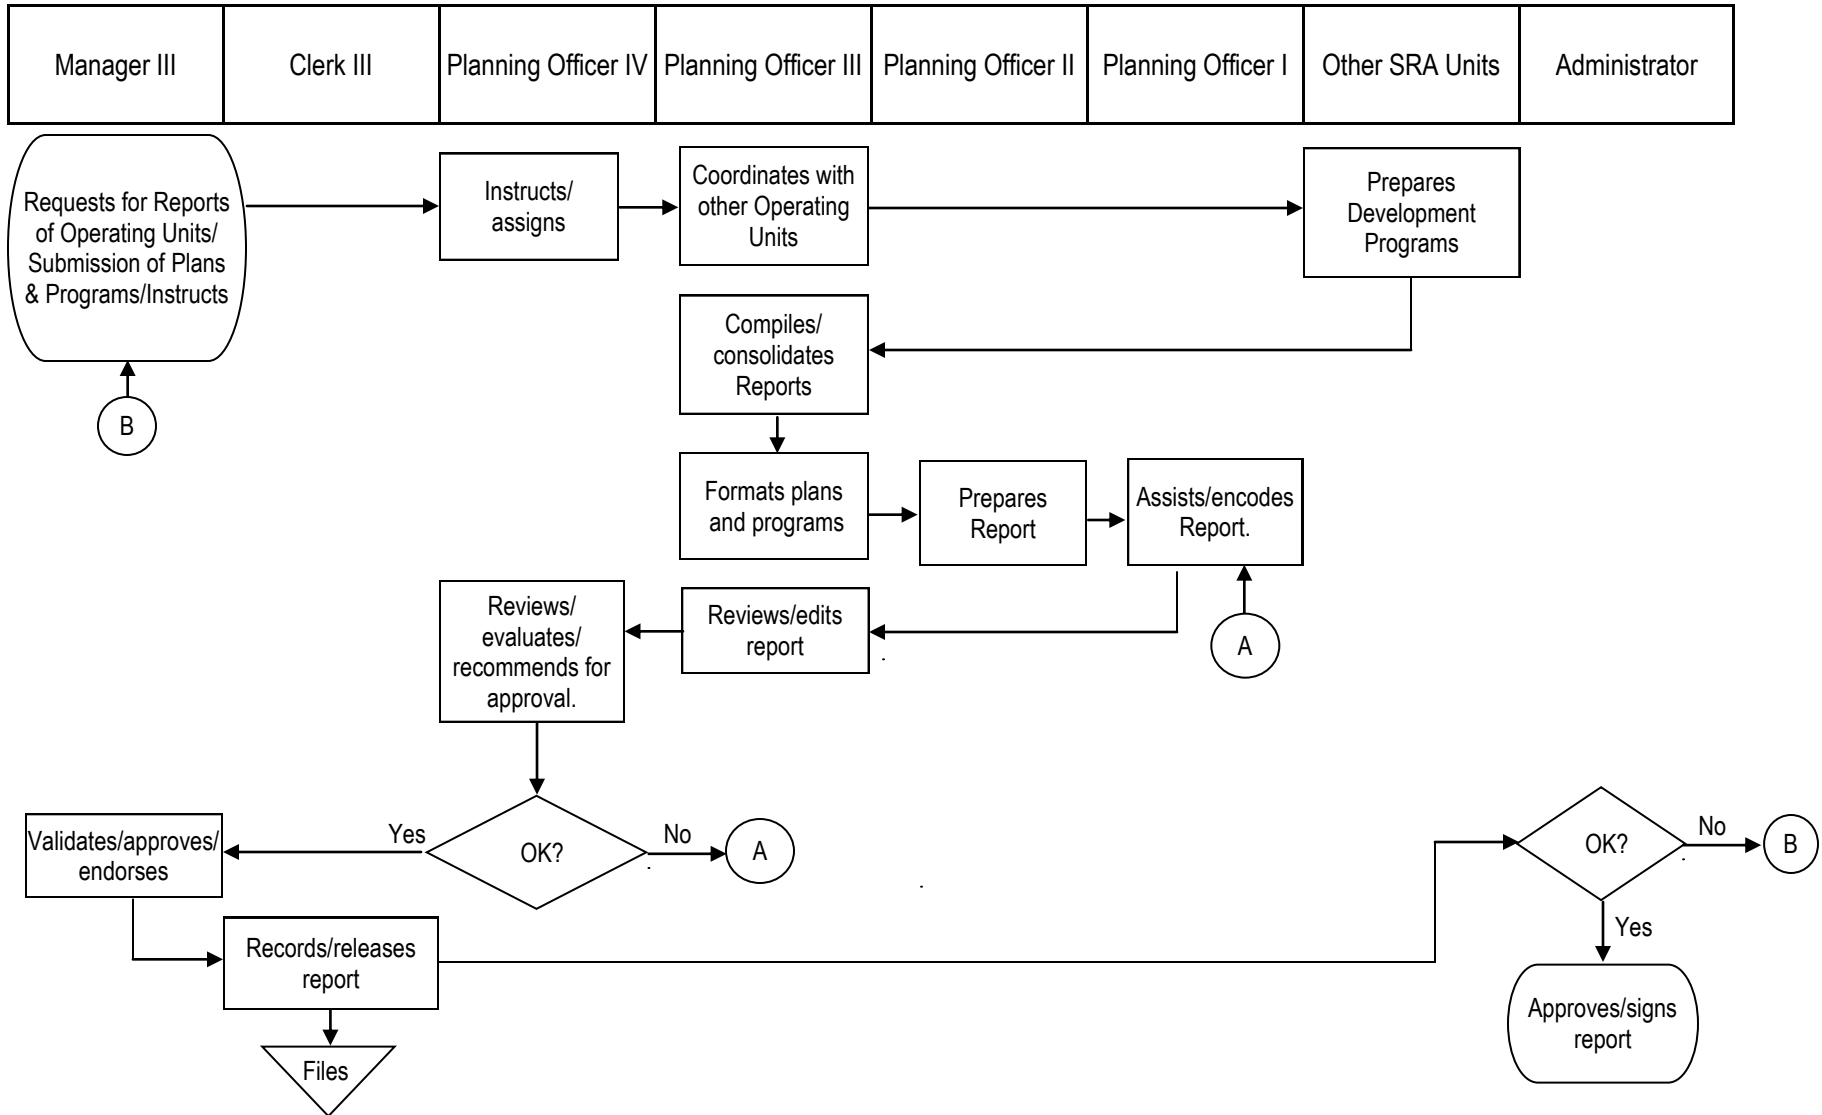 Manager III
Clerk III
Planning Officer IV
Planning Officer III
Planning Officer II
Planning Officer I
Other SRA Units
Administrator
Requests for Reports
of Operating Units/
Submission of Plans
& Programs/Instructs
Instructs/
assigns
Coordinates with
other Operating
Units
Prepares
Development
Programs
B
Compiles/
consolidates
Reports
Formats plans
and programs
Prepares
Report
Assists/encodes
Report.
A
Reviews/edits
report
Reviews/
evaluates/
recommends for
approval.
OK?
Yes
No
A
Validates/approves/
endorses
Records/releases
report
Files
OK?
No
B
Yes
Approves/signs
report